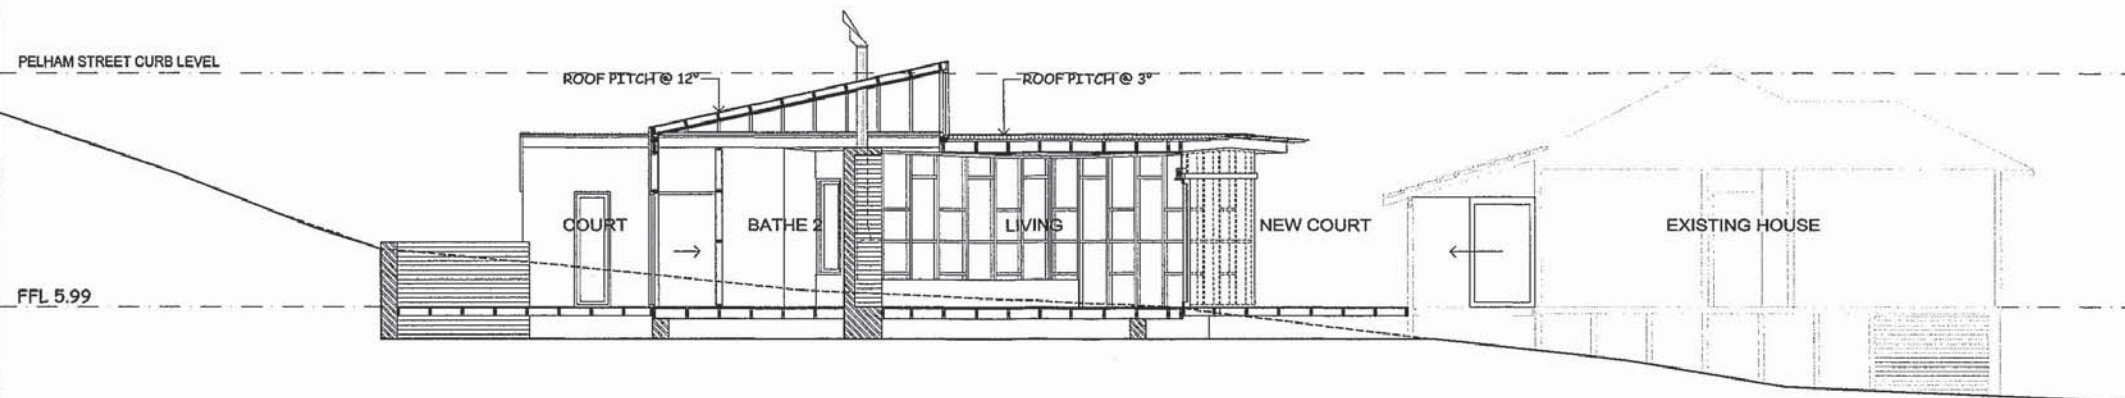 PELHAM STREET CURB LEVEL
ROOF PITCH @ 12°
ROOF PITCH @ 3°
COURT
BATHE 2
LIVING
NEW COURT
EXISTING HOUSE
FFL 5.99